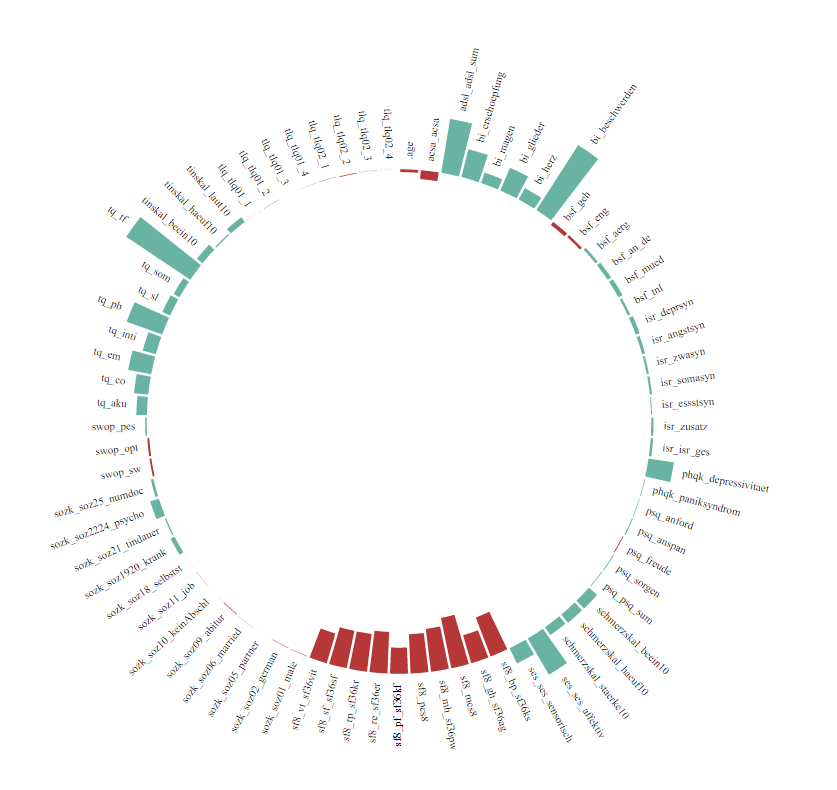 .age
acsa_acsa
adsl_adsl_sum
bi_erschoepfung
bi_magen
bi_glieder
bi_herz
bi_beschwerden
bsf_geh
bsf_eng
bsf_aerg
bsf_an_de
bsf_mued
bsf_tnl
isr_deprsyn
isr_angstsyn
isr_zwasyn
isr_somasyn
isr_essstsyn
isr_zusatz
isr_isr_ges
phqk_depressivitaet
phqk_paniksyndrom
psq_anford
psq_anspan
psq_freude
psq_sorgen
psq_psq_sum
schmerzskal_beein10
schmerzskal_haeuf10
schmerzskal_staerke10
ses_ses_affektiv
ses_ses_sensorisch
sf8_bp_sf36ks
sf8_gh_sf36ag
sf8_mcs8
sf8_mh_sf36pw
sf8_pcs8
sf8_pf_sf36kf
sf8_re_sf36er
sf8_rp_sf36kr
sf8_sf_sf36sf
sf8_vt_sf36vit
sozk_soz01_male
sozk_soz02_german
sozk_soz05_partner
sozk_soz06_married
sozk_soz09_abitur
sozk_soz10_keinAbschl
sozk_soz11_job
sozk_soz18_selbstst
sozk_soz1920_krank
sozk_soz21_tindauer
sozk_soz2224_psycho
sozk_soz25_numdoc
swop_sw
swop_opt
swop_pes
tq_aku
tq_co
tq_em
tq_inti
tq_pb
tq_sl
tq_som
tq_tf
tinskal_beein10
tinskal_haeuf10
tinskal_laut10
tlq_tlq01_1
tlq_tlq01_2
tlq_tlq01_3
tlq_tlq01_4
tlq_tlq02_1
tlq_tlq02_2
tlq_tlq02_3
tlq_tlq02_4